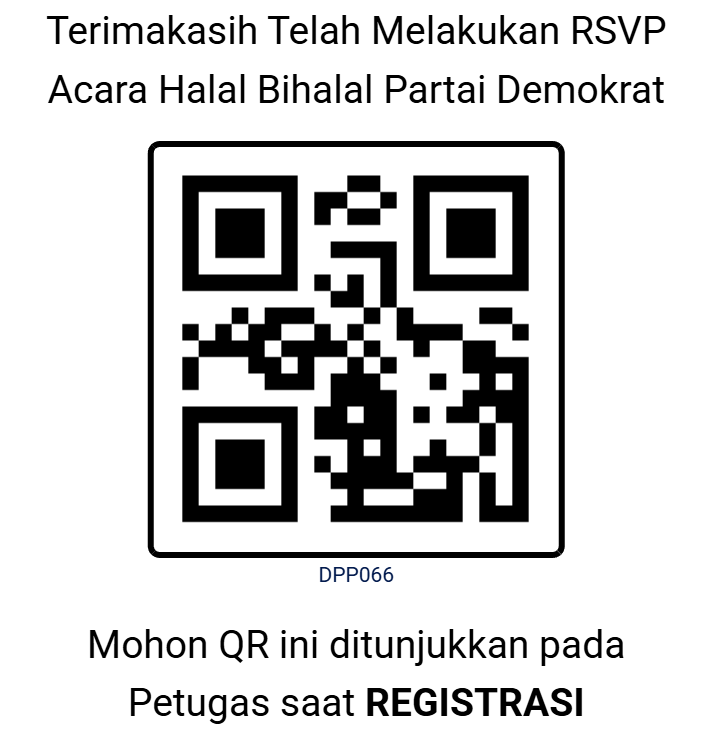 Terimakasih Telah Melakukan RSVP
Acara Halal Bihalal Partai Demokrat
DPP066
Mohon QR ini ditunjukkan pada
Petugas saat REGISTRASI